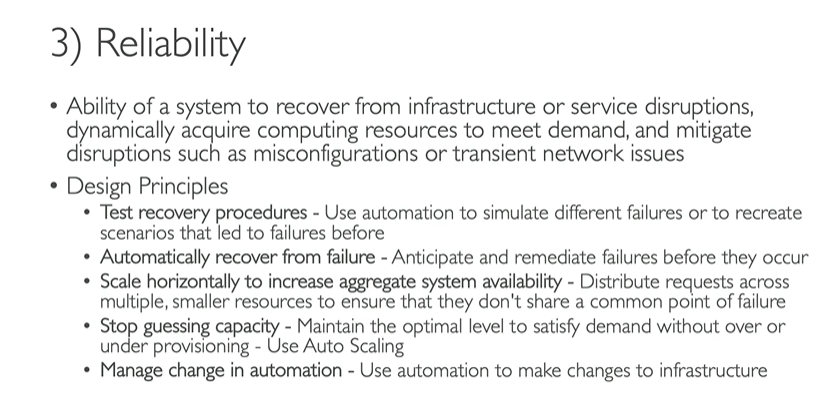 3) Reliability
• Ability of a system to recover from infrastructure or service disruptions,
dynamically acquire computing resources to meet demand, and mitigate
disruptions such as misconfigurations or transient network issues
• Design Principles
• Test recovery procedures - Use automation to simulate different failures or to recreate
scenarios that led to failures before
• Automatically recover from failure - Anticipate and remediate failures before they occur
• Scale horizontally to increase aggregate system availability - Distribute requests across
multiple, smaller resources to ensure that they don't share a common point of failure
• Stop guessing capacity - Maintain the optimal level to satisfy demand without over or
under provisioning - Use Auto Scaling
• Manage change in automation - Use automation to make changes to infrastructure